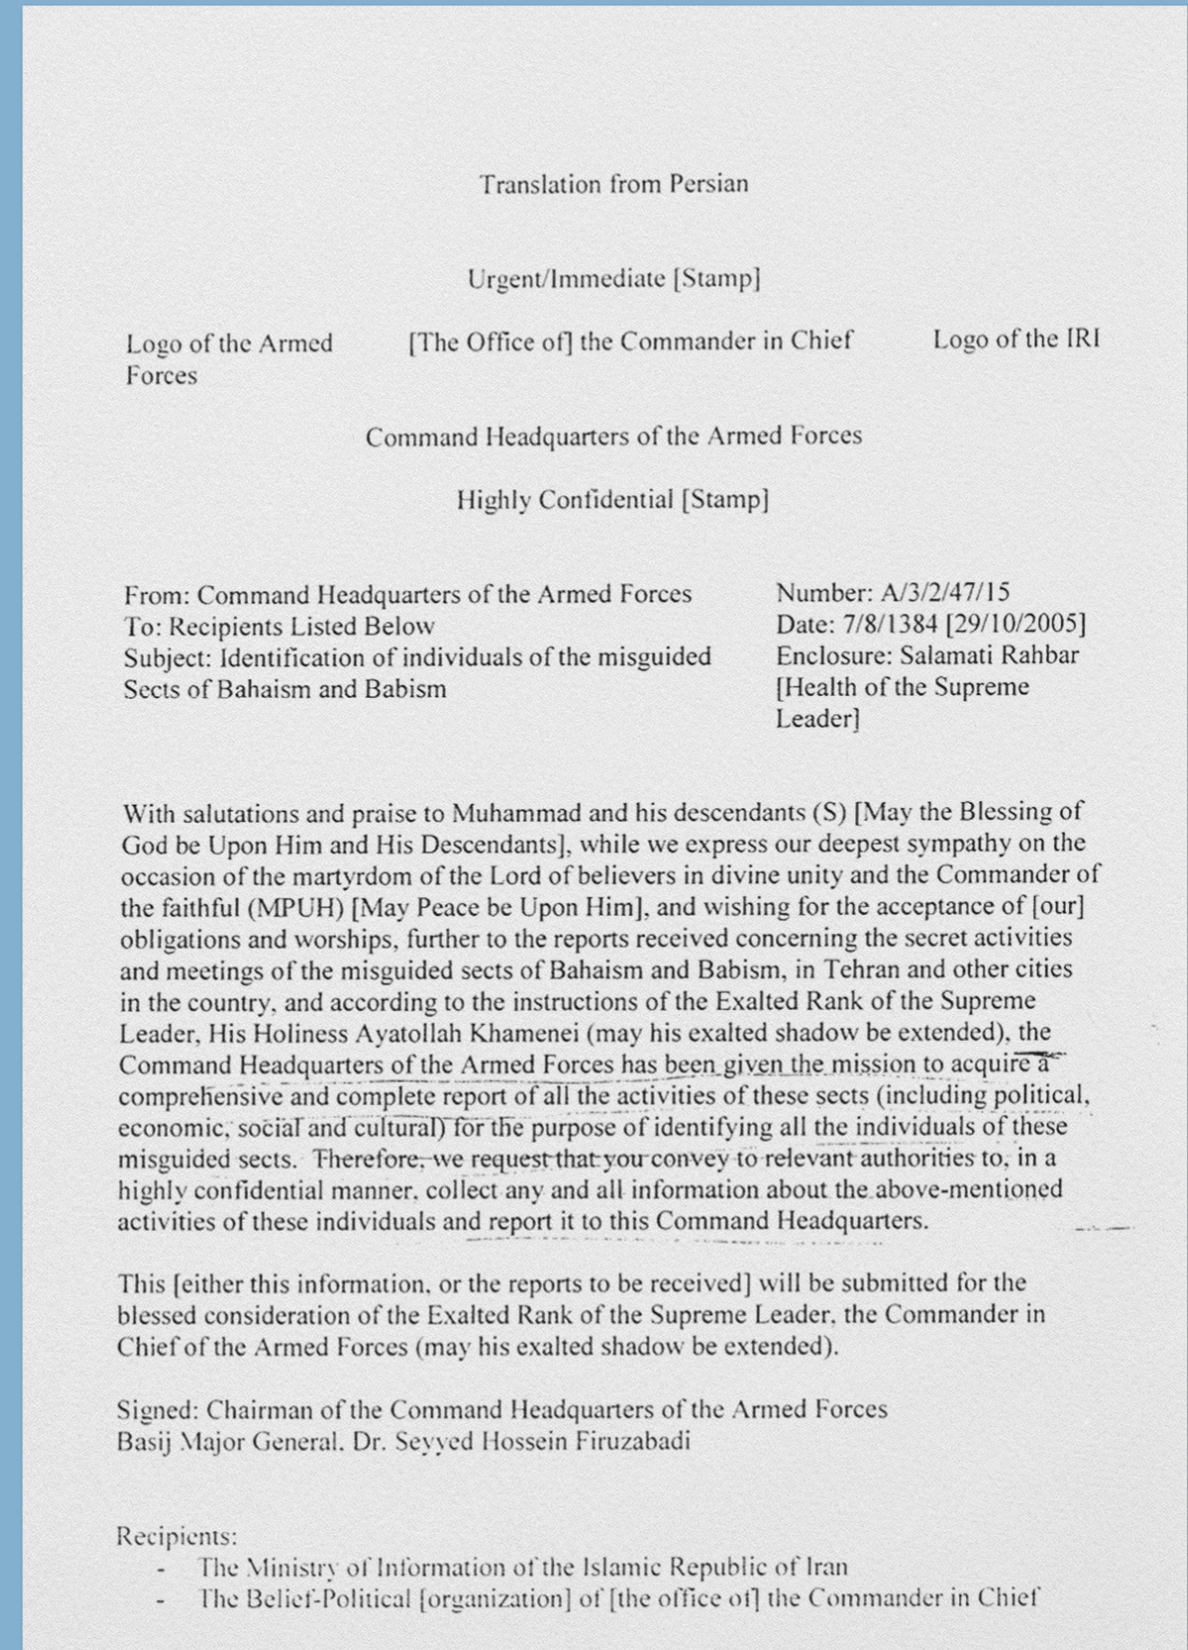 Translation from Persian
Urgent/Immediate [Stamp]
Logo of the Armed Forces
[The Office of] the Commander in Chief
Logo of the IRI
Command Headquarters of the Armed Forces
Highly Confidential [Stamp]
From: Command Headquarters of the Armed Forces
To: Recipients Listed Below
Subject: Identification of individuals of the misguided
Sects of Bahaism and Babism
Number: A/3/2/47/15
Date: 7/8/1384 [29/10/2005]
Enclosure: Salamati Rahbar
[Health of the Supreme
Leader]
With salutations and praise to Muhammad and his descendants (S) [May the Blessing of
God be Upon Him and His Descendants], while we express our deepest sympathy on the
occasion of the martyrdom of the Lord of believers in divine unity and the Commander of
the faithful (MPUH) [May Peace be Upon Him], and wishing for the acceptance of [our]
obligations and worships, further to the reports received concerning the secret activities
and meetings of the misguided sects of Bahaism and Babism, in Tehran and other cities
in the country, and according to the instructions of the Exalted Rank of the Supreme
Leader, His Holiness Ayatollah Khamenei (may his exalted shadow be extended), the
Command Headquarters of the Armed Forces has been given the mission to acquire a
comprehensive and complete report of all the activities of these sects (including political,
economic, social and cultural) for the purpose of identifying all the individuals of these
misguided sects. Therefore, we request that you convey to relevant authorities to, in a
highly confidential manner, collect any and all information about the above-mentioned
activities of these individuals and report it to this Command Headquarters.
This [either this information, or the reports to be received] will be submitted for the
blessed consideration of the Exalted Rank of the Supreme Leader, the Commander in
Chief of the Armed Forces (may his exalted shadow be extended).
Signed: Chairman of the Command Headquarters of the Armed Forces
Basij Major General. Dr. Seyyed Hossein Firuzabadi
Recipients:
- The Ministry of Information of the Islamic Republic of Iran
- The Belief-Political [organization] of [the office of] the Commander in Chief